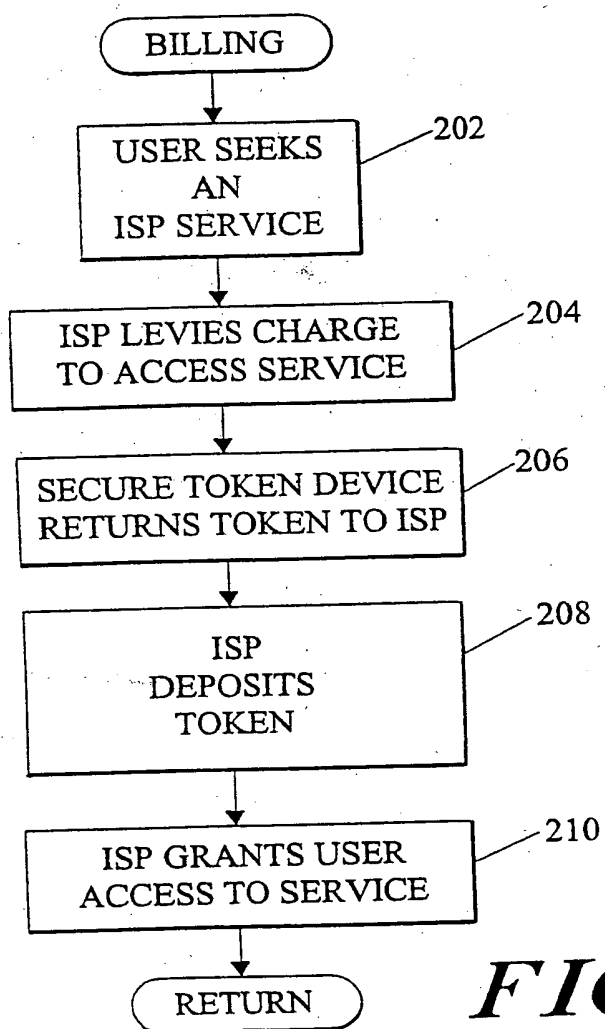 BILLING
202
USER SEEKS
AN
ISP SERVICE
204
ISP LEVIES CHARGE
TO ACCESS SERVICE
206
SECURE TOKEN DEVICE
RETURNS TOKEN TO ISP
208
ISP
DEPOSITS
TOKEN
210
ISP GRANTS USER
ACCESS TO SERVICE
RETURN